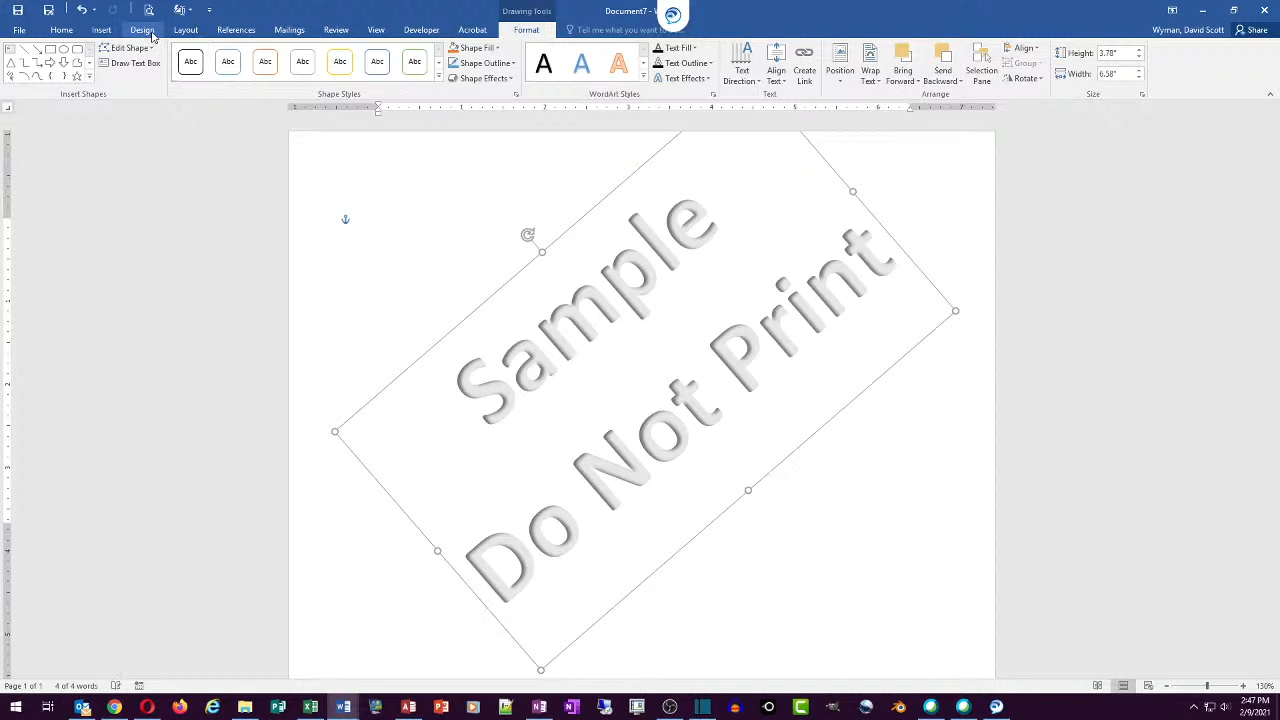 Drawing Tools
Document7 - W
File Home Insert Design Layout References Mailings Review View Developer Acrobat Format Tell me what you want
Wyman, David Scott Share
Edit Shape
Draw Text Box
Insert Shapes
Abc Abc Abc Abc Abc Abc Abc
Shape Fill
Shape Outline
Shape Effects
Shape Styles
A A A
Text Fill
Text Outline
Text Effects
WordArt Styles
Text Direction
Align Text
Create Link
Text
Position
Wrap Text
Bring Forward
Send Backward
Selection Pane
Align
Group
Rotate
Arrange
Height: 3.78"
Width: 6.58"
Size
Sample
Do Not Print
Page 1 of 1 4 of 4 words
130%
2:47 PM
2/9/2021